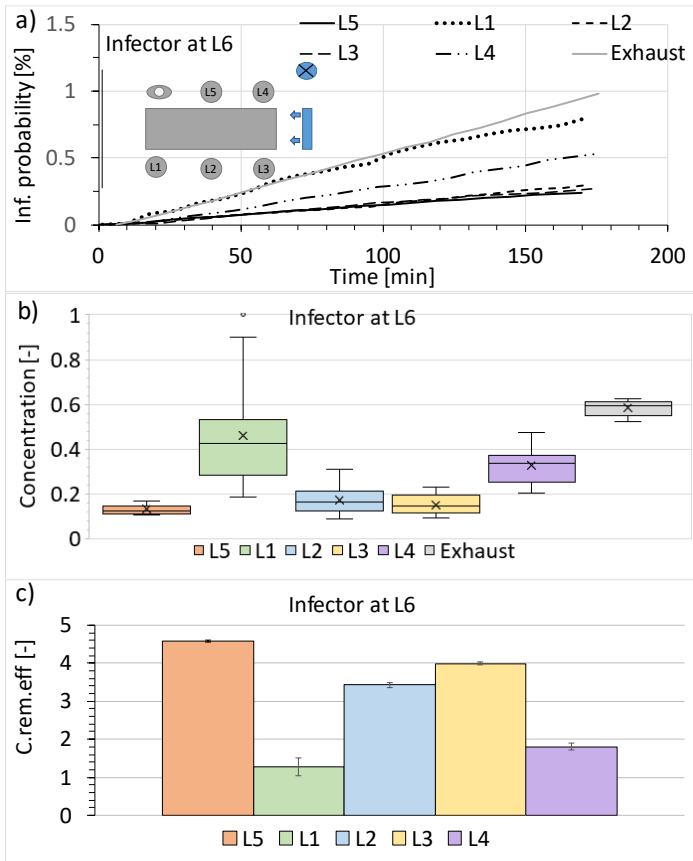 a)
Infector at L6
L5 L1 L2
L3 L4 Exhaust
Inf. probability [%]
1.5
1
0.5
0
L5 L4
L1 L2 L3
0 50 100 150 200
Time [min]
b)
Infector at L6
Concentration [-]
1
0.8
0.6
0.4
0.2
0
L5 L1 L2 L3 L4 Exhaust
c)
Infector at L6
C.rem.eff [-]
5
4
3
2
1
0
L5 L1 L2 L3 L4